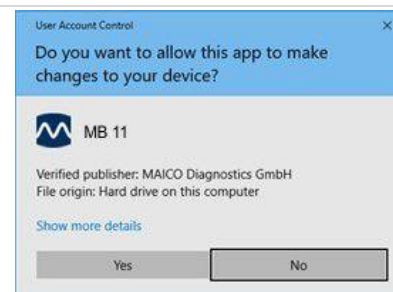 User Account Control
Do you want to allow this app to make
changes to your device?
MB 11
Verified publisher: MAICO Diagnostics GmbH
File origin: Hard drive on this computer
Show more details
Yes
No